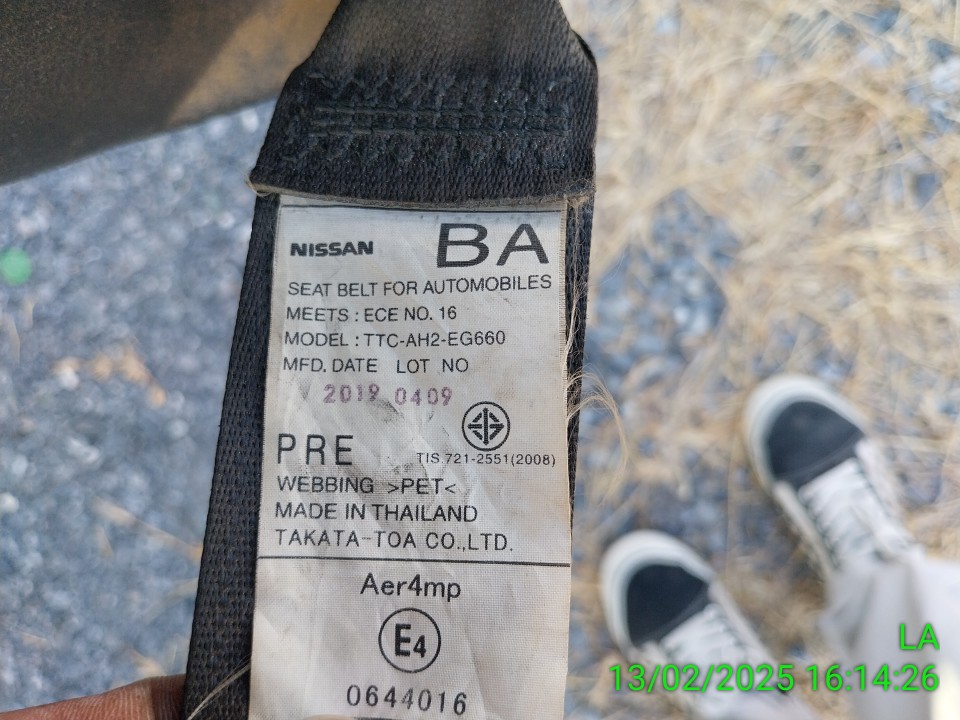 NISSAN BA
SEAT BELT FOR AUTOMOBILES
MEETS : ECE NO. 16
MODEL : TTC-AH2-EG660
MFD. DATE LOT NO
2019 0409
PRE
TIS 721-2551(2008)
WEBBING >PET<
MADE IN THAILAND
TAKATA-TOA CO.,LTD.
Aer4mp
E4
0644016
LA
13/02/2025 16:14:26